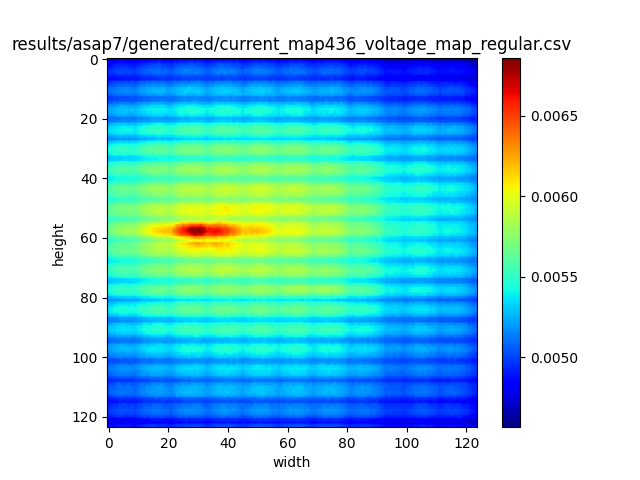 results/asap7/generated/current_map436_voltage_map_regular.csv
0
20
40
60
80
100
120
height
0 20 40 60 80 100 120
width
0.0065
0.0060
0.0055
0.0050